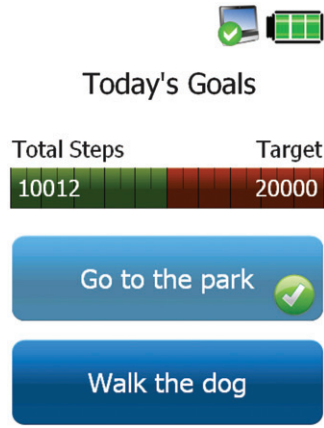 Today's Goals
Total Steps Target
10012 20000
Go to the park
Walk the dog